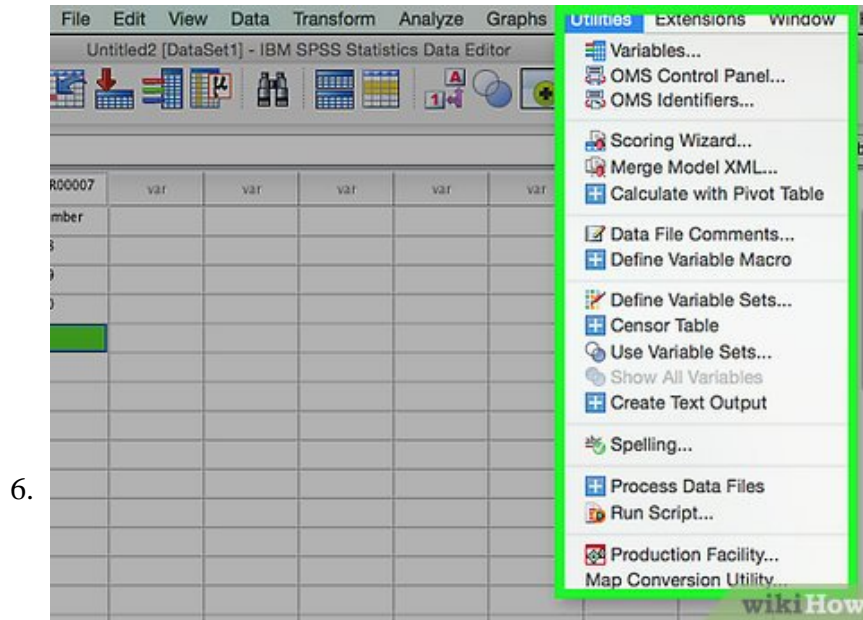 File Edit View Data Transform Analyze Graphs Utilities Extensions Window
Untitled2 [DataSet1] - IBM SPSS Statistics Data Editor
Variables...
OMS Control Panel...
OMS Identifiers...
Scoring Wizard...
Merge Model XML...
Calculate with Pivot Table
Data File Comments...
Define Variable Macro
Define Variable Sets...
Censor Table
Use Variable Sets...
Show All Variables
Create Text Output
Spelling...
Process Data Files
Run Script...
Production Facility...
Map Conversion Utility...
R00007 var var var var var
mber
6.
wikiHow